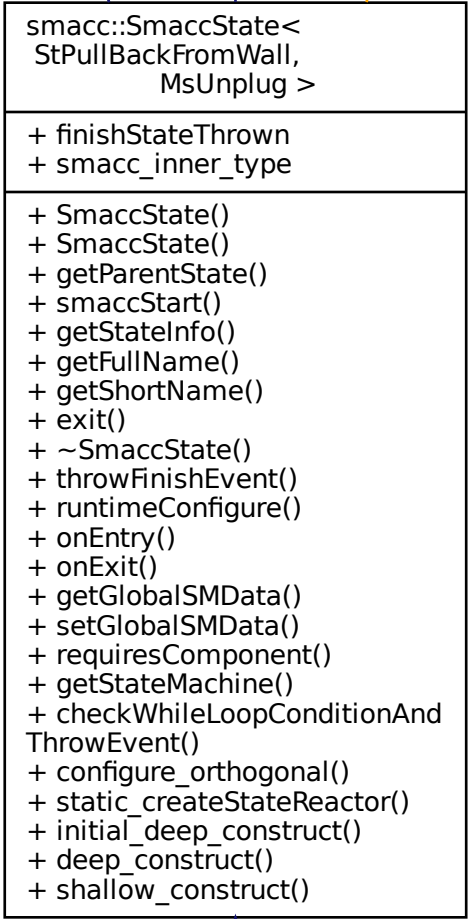 smacc::SmaccState<
StPullBackFromWall,
MsUnplug >
+ finishStateThrown
+ smacc_inner_type
+ SmaccState()
+ SmaccState()
+ getParentState()
+ smaccStart()
+ getStateInfo()
+ getFullName()
+ getShortName()
+ exit()
+ ~SmaccState()
+ throwFinishEvent()
+ runtimeConfigure()
+ onEntry()
+ onExit()
+ getGlobalSMData()
+ setGlobalSMData()
+ requiresComponent()
+ getStateMachine()
+ checkWhileLoopConditionAnd
ThrowEvent()
+ configure_orthogonal()
+ static_createStateReactor()
+ initial_deep_construct()
+ deep_construct()
+ shallow_construct()